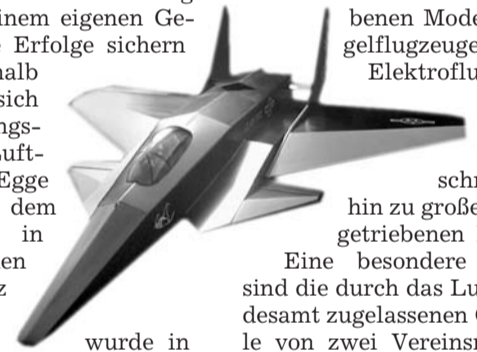 inem eigenen Ge-
Erfolge sichern
halb
sich
ngs-
uft-
Egge
dem
in
en
z
wurde in
benen Mode
gelflugzeuge
Elektroflu
schr
hin zu große
getriebenen
Eine besondere
sind die durch das Lu
desamt zugelassenen
le von zwei Vereins